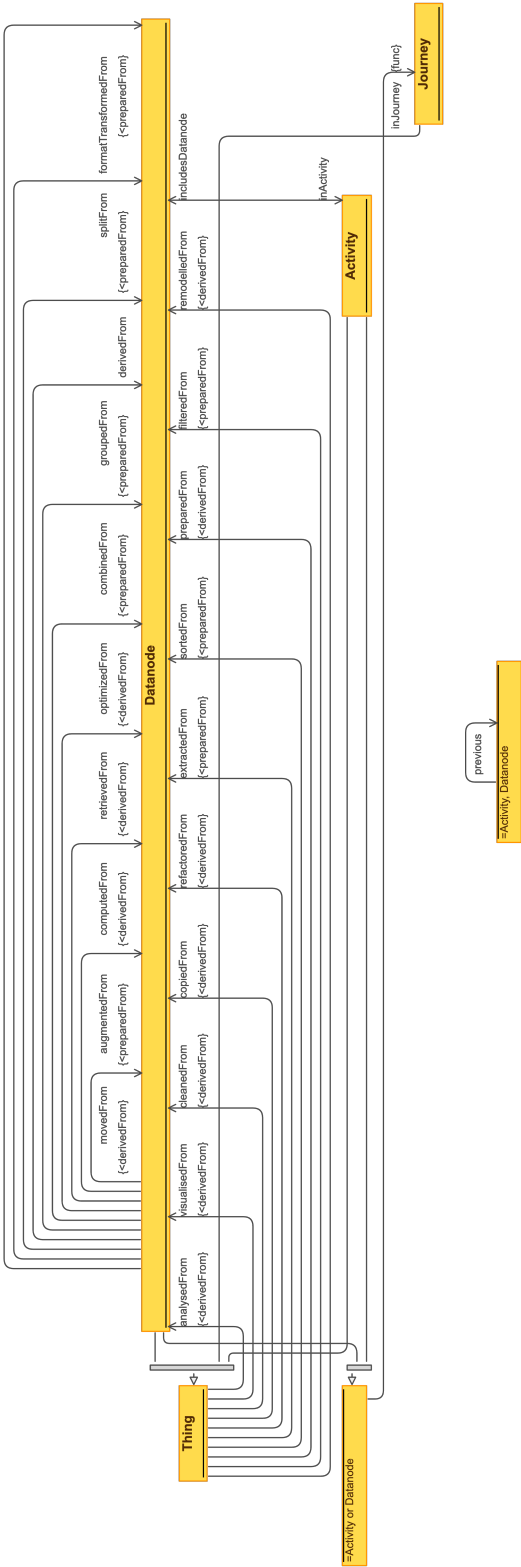 formatTransformedFrom
{<preparedFrom}
splitFrom
{<preparedFrom}
derivedFrom
groupedFrom
{<preparedFrom}
combinedFrom
{<preparedFrom}
optimizedFrom
{<derivedFrom}
retrievedFrom
{<derivedFrom}
computedFrom
{<derivedFrom}
augmentedFrom
{<preparedFrom}
movedFrom
{<derivedFrom}
Datanode
includesDatanode
remodelledFrom
{<derivedFrom}
filteredFrom
{<preparedFrom}
preparedFrom
{<derivedFrom}
sortedFrom
{<preparedFrom}
extractedFrom
{<preparedFrom}
refactoredFrom
{<derivedFrom}
copiedFrom
{<derivedFrom}
cleanedFrom
{<derivedFrom}
visualisedFrom
{<derivedFrom}
analysedFrom
{<derivedFrom}
Thing
inActivity
Activity
=Activity or Datanode
inJourney {func}
Journey
previous
=Activity, Datanode